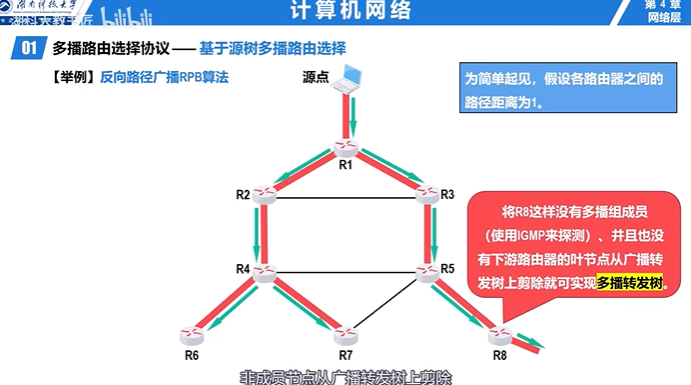 湖南科技大学
计算机网络
第 4 章
网络层
湖科大教书匠 bilibili
01 多播路由选择协议 —— 基于源树多播路由选择
【举例】反向路径广播RPB算法
源点
为简单起见，假设各路由器之间的
路径距离为1。
R1
R2
R3
将R8这样没有多播组成员
（使用IGMP来探测）、并且也没
有下游路由器的叶节点从广播转
发树上剪除就可实现多播转发树。
R4
R5
R6
R7
R8
非成员节点从广播转发树上剪除